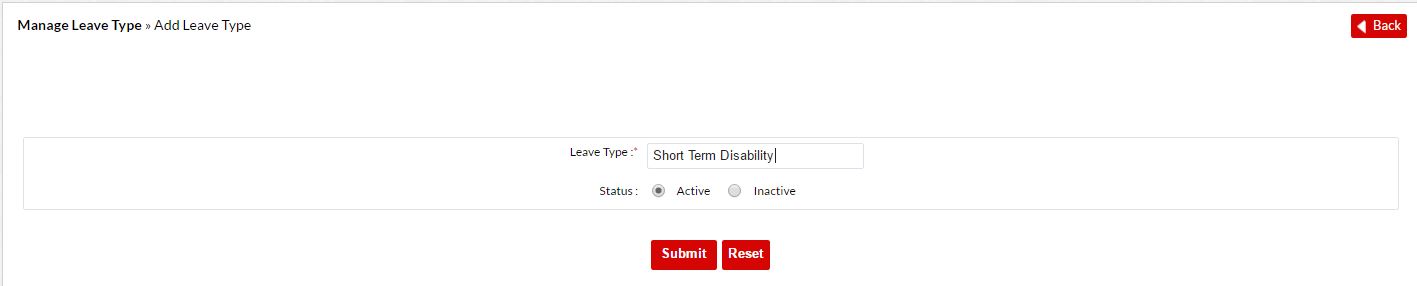 Manage Leave Type » Add Leave Type
Back
Leave Type :* Short Term Disability
Status : Active Inactive
Submit Reset